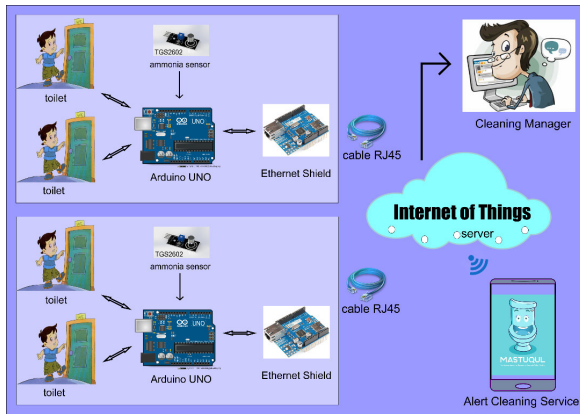 TGS2602
ammonia sensor
toilet
toilet
Arduino UNO
Ethernet Shield
cable RJ45
Cleaning Manager
Internet of Things
server
TGS2602
ammonia sensor
toilet
toilet
Arduino UNO
Ethernet Shield
cable RJ45
MASTUQUL
Alert Cleaning Service